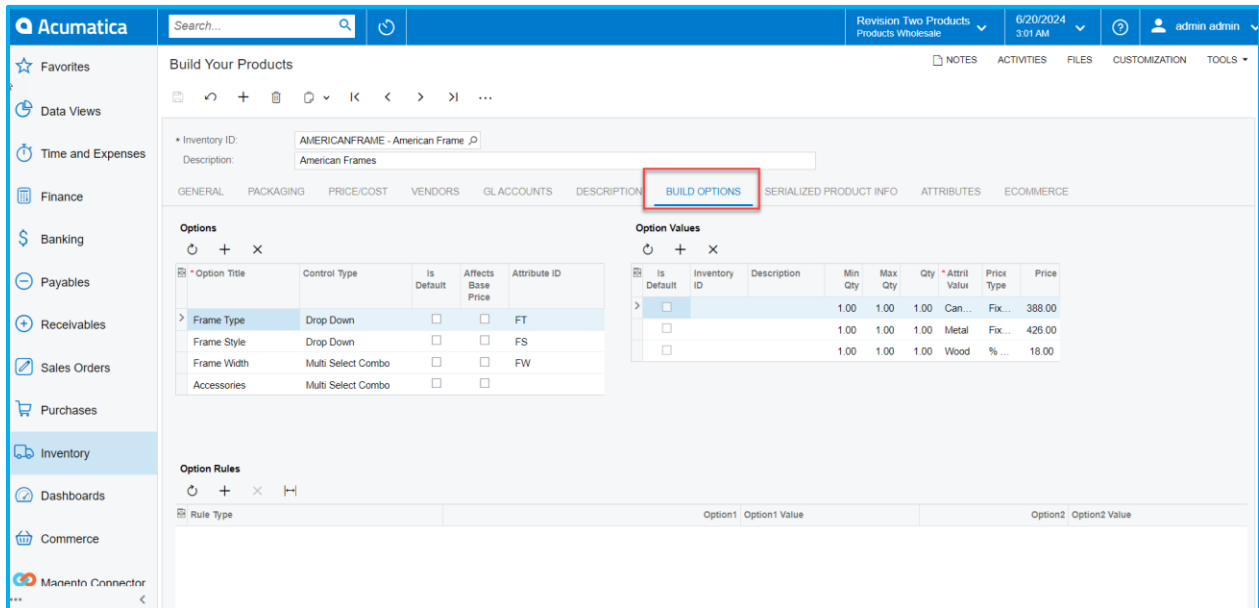 Acumatica
Search...
Revision Two Products
Products Wholesale
6/20/2024
3:01 AM
admin admin
Favorites
Data Views
Time and Expenses
Finance
Banking
Payables
Receivables
Sales Orders
Purchases
Inventory
Dashboards
Commerce
Magento Connector
Build Your Products
NOTES ACTIVITIES FILES CUSTOMIZATION TOOLS
* Inventory ID: AMERICANFRAME - American Frame
Description: American Frames
GENERAL PACKAGING PRICE/COST VENDORS GL ACCOUNTS DESCRIPTION BUILD OPTIONS SERIALIZED PRODUCT INFO ATTRIBUTES ECOMMERCE
Options
* Option Title Control Type Is Default Affects Base Price Attribute ID
Frame Type Drop Down FT
Frame Style Drop Down FS
Frame Width Multi Select Combo FW
Accessories Multi Select Combo
Option Values
Is Default Inventory ID Description Min Qty Max Qty Qty * Attril Value Price Type Price
1.00 1.00 1.00 Can... Fix... 388.00
1.00 1.00 1.00 Metal Fix... 426.00
1.00 1.00 1.00 Wood % ... 18.00
Option Rules
Rule Type Option1 Option1 Value Option2 Option2 Value